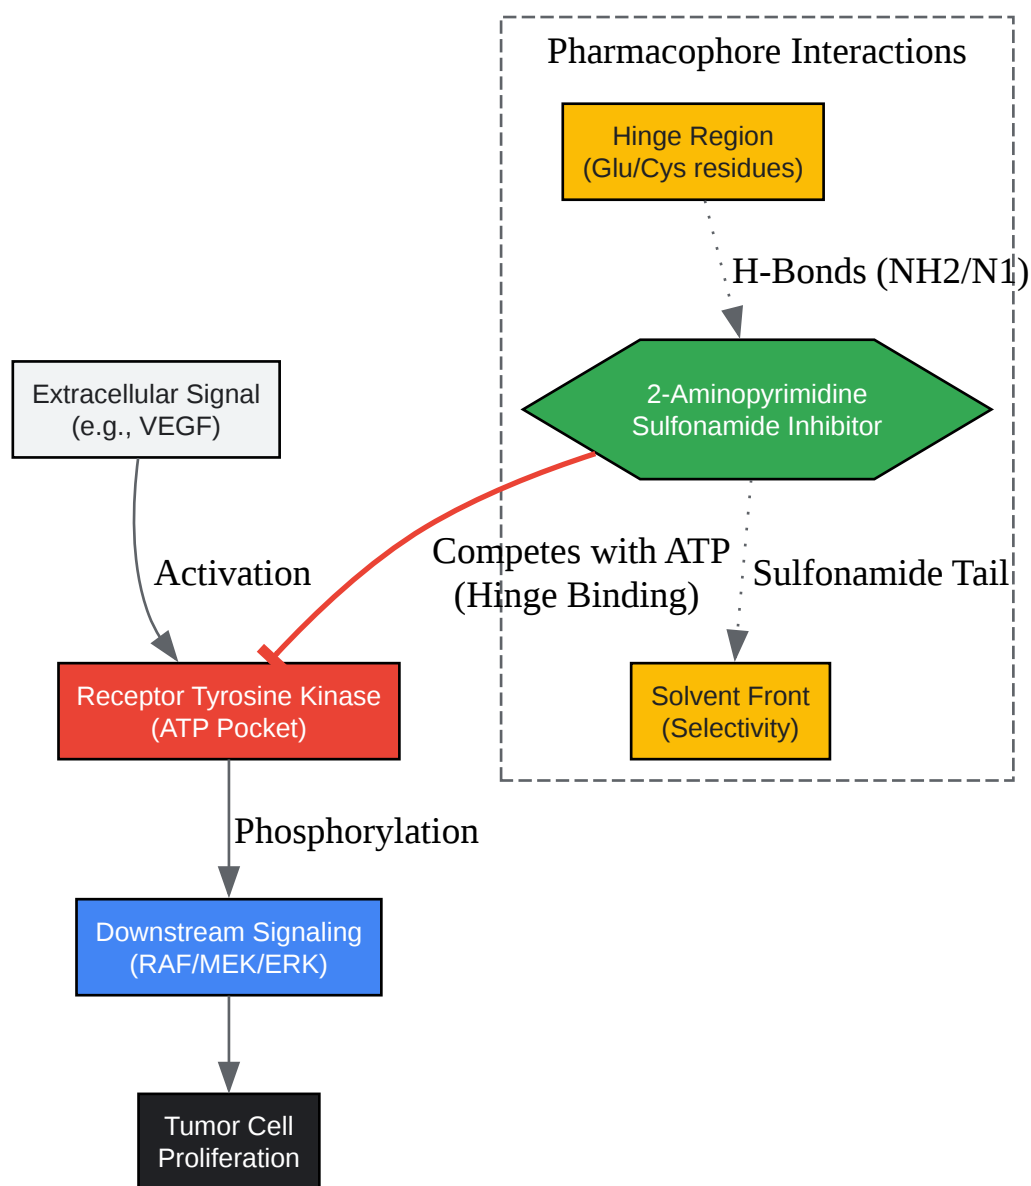 Pharmacophore Interactions
Hinge Region
(Glu/Cys residues)
H-Bonds (NH2/N1)
Extracellular Signal
(e.g., VEGF)
2-Aminopyrimidine
Sulfonamide Inhibitor
Activation
Competes with ATP
(Hinge Binding)
Sulfonamide Tail
Receptor Tyrosine Kinase
(ATP Pocket)
Solvent Front
(Selectivity)
Phosphorylation
Downstream Signaling
(RAF/MEK/ERK)
Tumor Cell
Proliferation